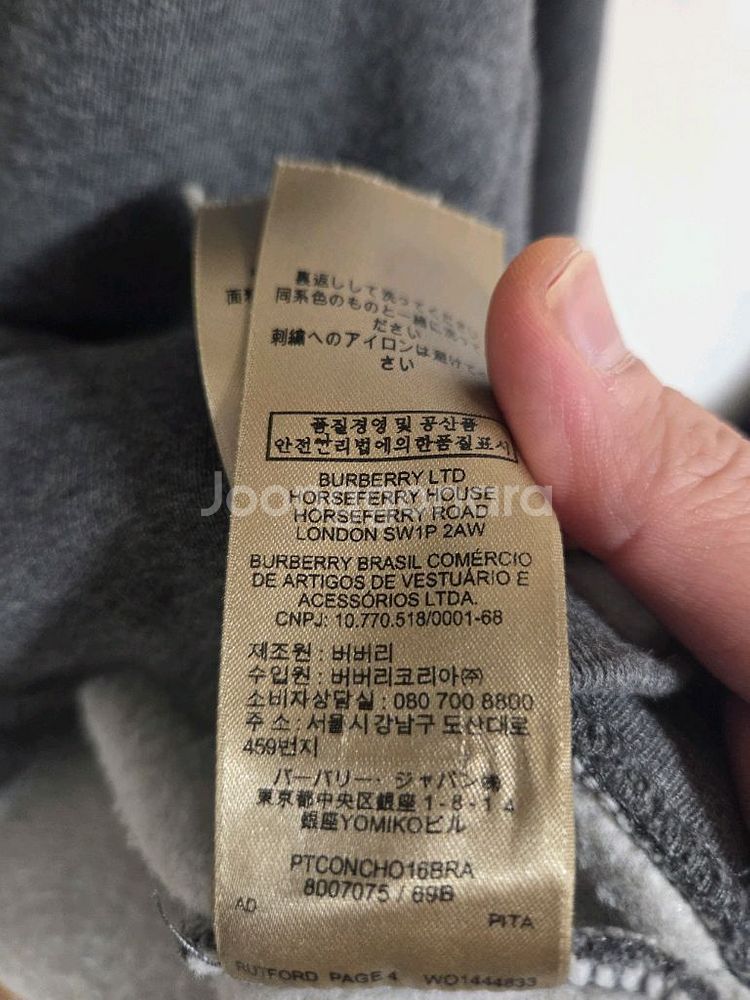 面
裏返しして洗ってくださ
同系色のものと一緒に洗っ
ださい
刺繍へのアイロンは避けて
さい
품질경영 및 공산품
안전관리법에의한품질표시
BURBERRY LTD
HORSEFERRY HOUSE
HORSEFERRY ROAD
LONDON SW1P 2AW
BURBERRY BRASIL COMÉRCIO
DE ARTIGOS DE VESTUÁRIO E
ACESSÓRIOS LTDA.
CNPJ: 10.770.518/0001-68
제조원 : 버버리
수입원 : 버버리코리아㈜
소비자상담실 : 080 700 8800
주 소 : 서울시 강남구 도산대로
459번지
バーバリー・ジャパン㈱
東京都中央区銀座 1-8-14
銀座YOMIKOビル
PTCONCHO16BRA
8007075 / 69B
AD
PITA
RUTFORD PAGE 4 WO1444833